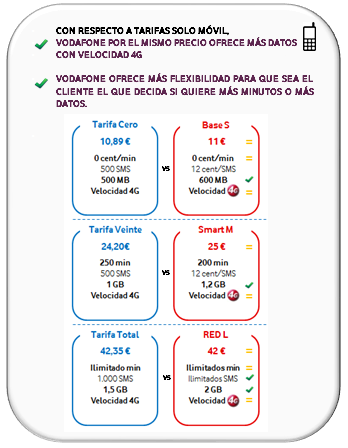 CON RESPECTO A TARIFAS SOLO MÓVIL,
VODAFONE POR EL MISMO PRECIO OFRECE MÁS DATOS
CON VELOCIDAD 4G
VODAFONE OFRECE MÁS FLEXIBILIDAD PARA QUE SEA EL
CLIENTE EL QUE DECIDA SI QUIERE MÁS MINUTOS O MÁS
DATOS.
Tarifa Cero
10,89 €
0 cent/min
500 SMS
500 MB
Velocidad 4G
vs
Base S
11 € =
0 cent/min =
12 cent/SMS
600 MB
Velocidad 4G =
Tarifa Veinte
24,20€
250 min
500 SMS
1 GB
Velocidad 4G
vs
Smart M
25 € =
200 min
12 cent/SMS
1,2 GB
Velocidad 4G =
Tarifa Total
42,35€
Ilimitado min
1.000 SMS
1,5 GB
Velocidad 4G
vs
RED L
42 € =
Ilimitados min =
Ilimitados SMS
2 GB
Velocidad 4G =